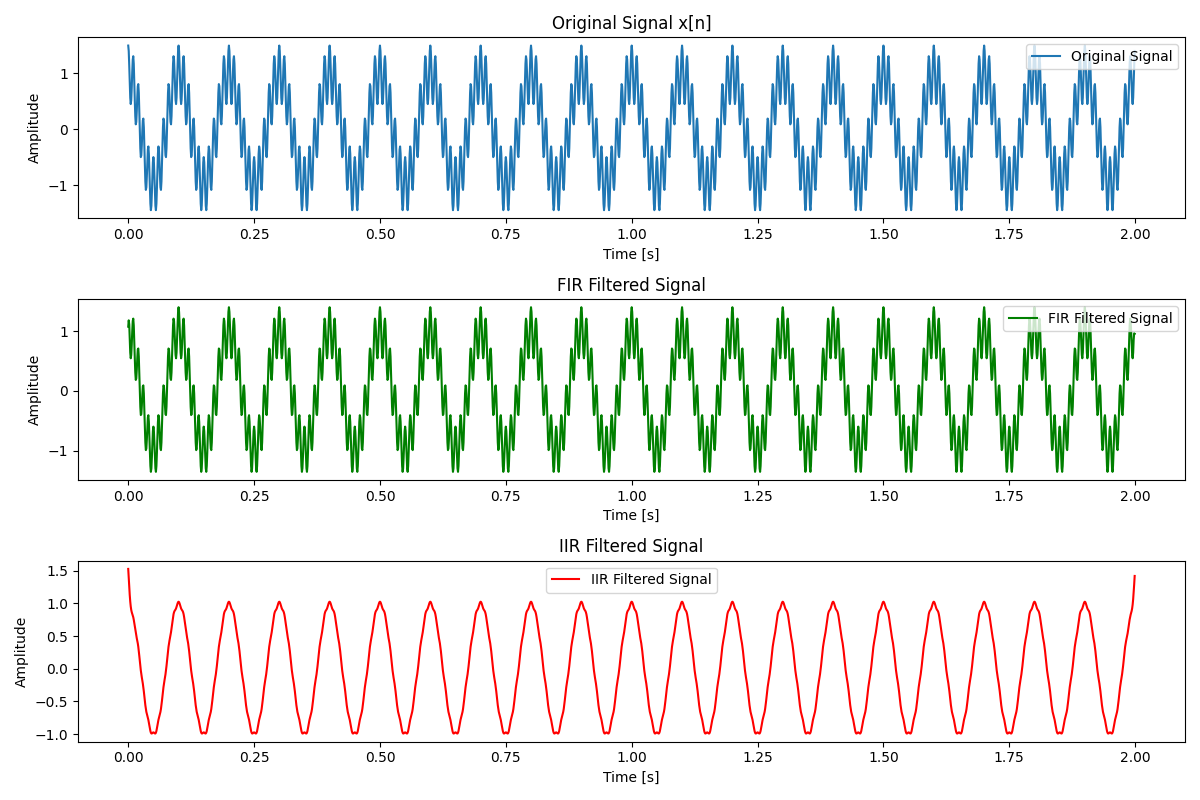 Original Signal x[n]
Original Signal
Amplitude
1
0
−1
0.00 0.25 0.50 0.75 1.00 1.25 1.50 1.75 2.00
Time [s]
FIR Filtered Signal
FIR Filtered Signal
Amplitude
1
0
−1
0.00 0.25 0.50 0.75 1.00 1.25 1.50 1.75 2.00
Time [s]
IIR Filtered Signal
IIR Filtered Signal
Amplitude
1.5
1.0
0.5
0.0
−0.5
−1.0
0.00 0.25 0.50 0.75 1.00 1.25 1.50 1.75 2.00
Time [s]